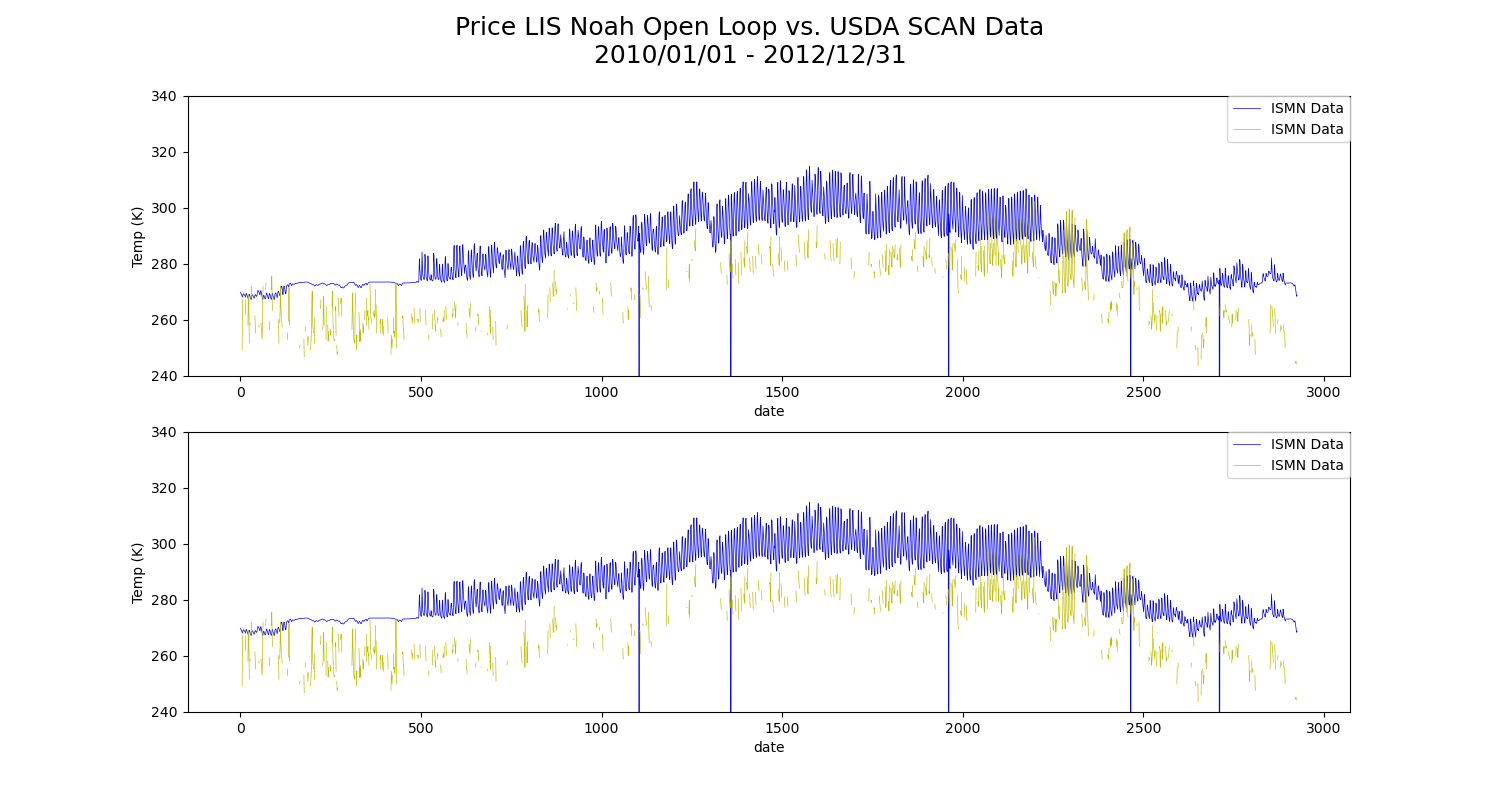 Price LIS Noah Open Loop vs. USDA SCAN Data
2010/01/01 - 2012/12/31
340
320
300
280
260
240
Temp (K)
ISMN Data
ISMN Data
0
500
1000
1500
2000
2500
3000
date
340
320
300
280
260
240
Temp (K)
ISMN Data
ISMN Data
0
500
1000
1500
2000
2500
3000
date